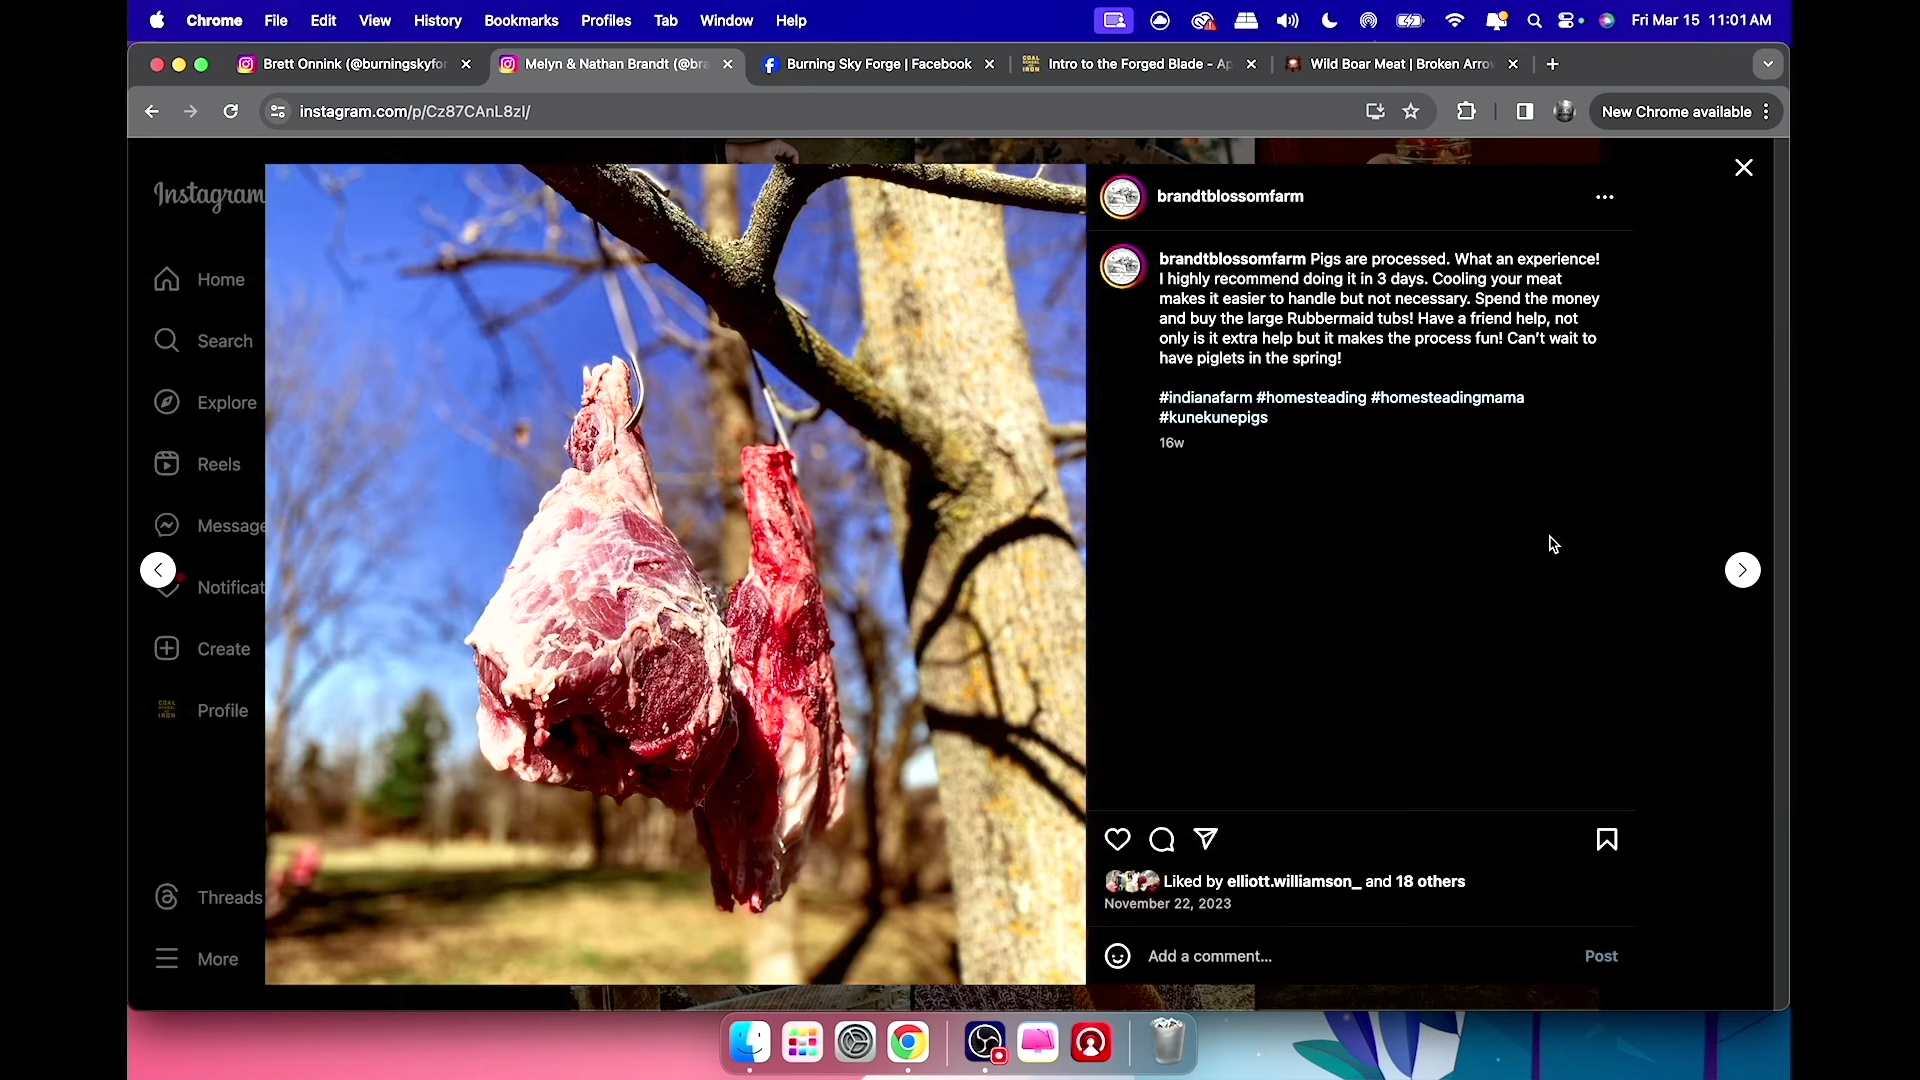 Chrome File Edit View History Bookmarks Profiles Tab Window Help Fri Mar 15 11:01 AM
Brett Onnink (@burningskyfo Melyn & Nathan Brandt (@bra Burning Sky Forge | Facebook Intro to the Forged Blade - Ap Wild Boar Meat | Broken Arro
instagram.com/p/Cz87CAnL8zI/ New Chrome available
Instagram
Home
Search
Explore
Reels
Message
Notificat
Create
COAL
SCHOOL
IRON
Profile
Threads
More
brandtblossomfarm
brandtblossomfarm Pigs are processed. What an experience!
I highly recommend doing it in 3 days. Cooling your meat
makes it easier to handle but not necessary. Spend the money
and buy the large Rubbermaid tubs! Have a friend help, not
only is it extra help but it makes the process fun! Can’t wait to
have piglets in the spring!
#indianafarm #homesteading #homesteadingmama
#kunekunepigs
16w
Liked by elliott.williamson_ and 18 others
November 22, 2023
Add a comment... Post